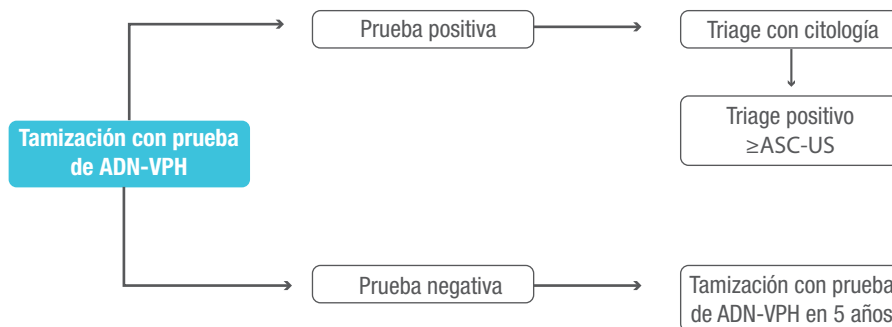 Prueba positiva
Triage con citología
Triage positivo
≥ASC-US
Tamización con prueba
de ADN-VPH
Prueba negativa
Tamización con prueba
de ADN-VPH en 5 años